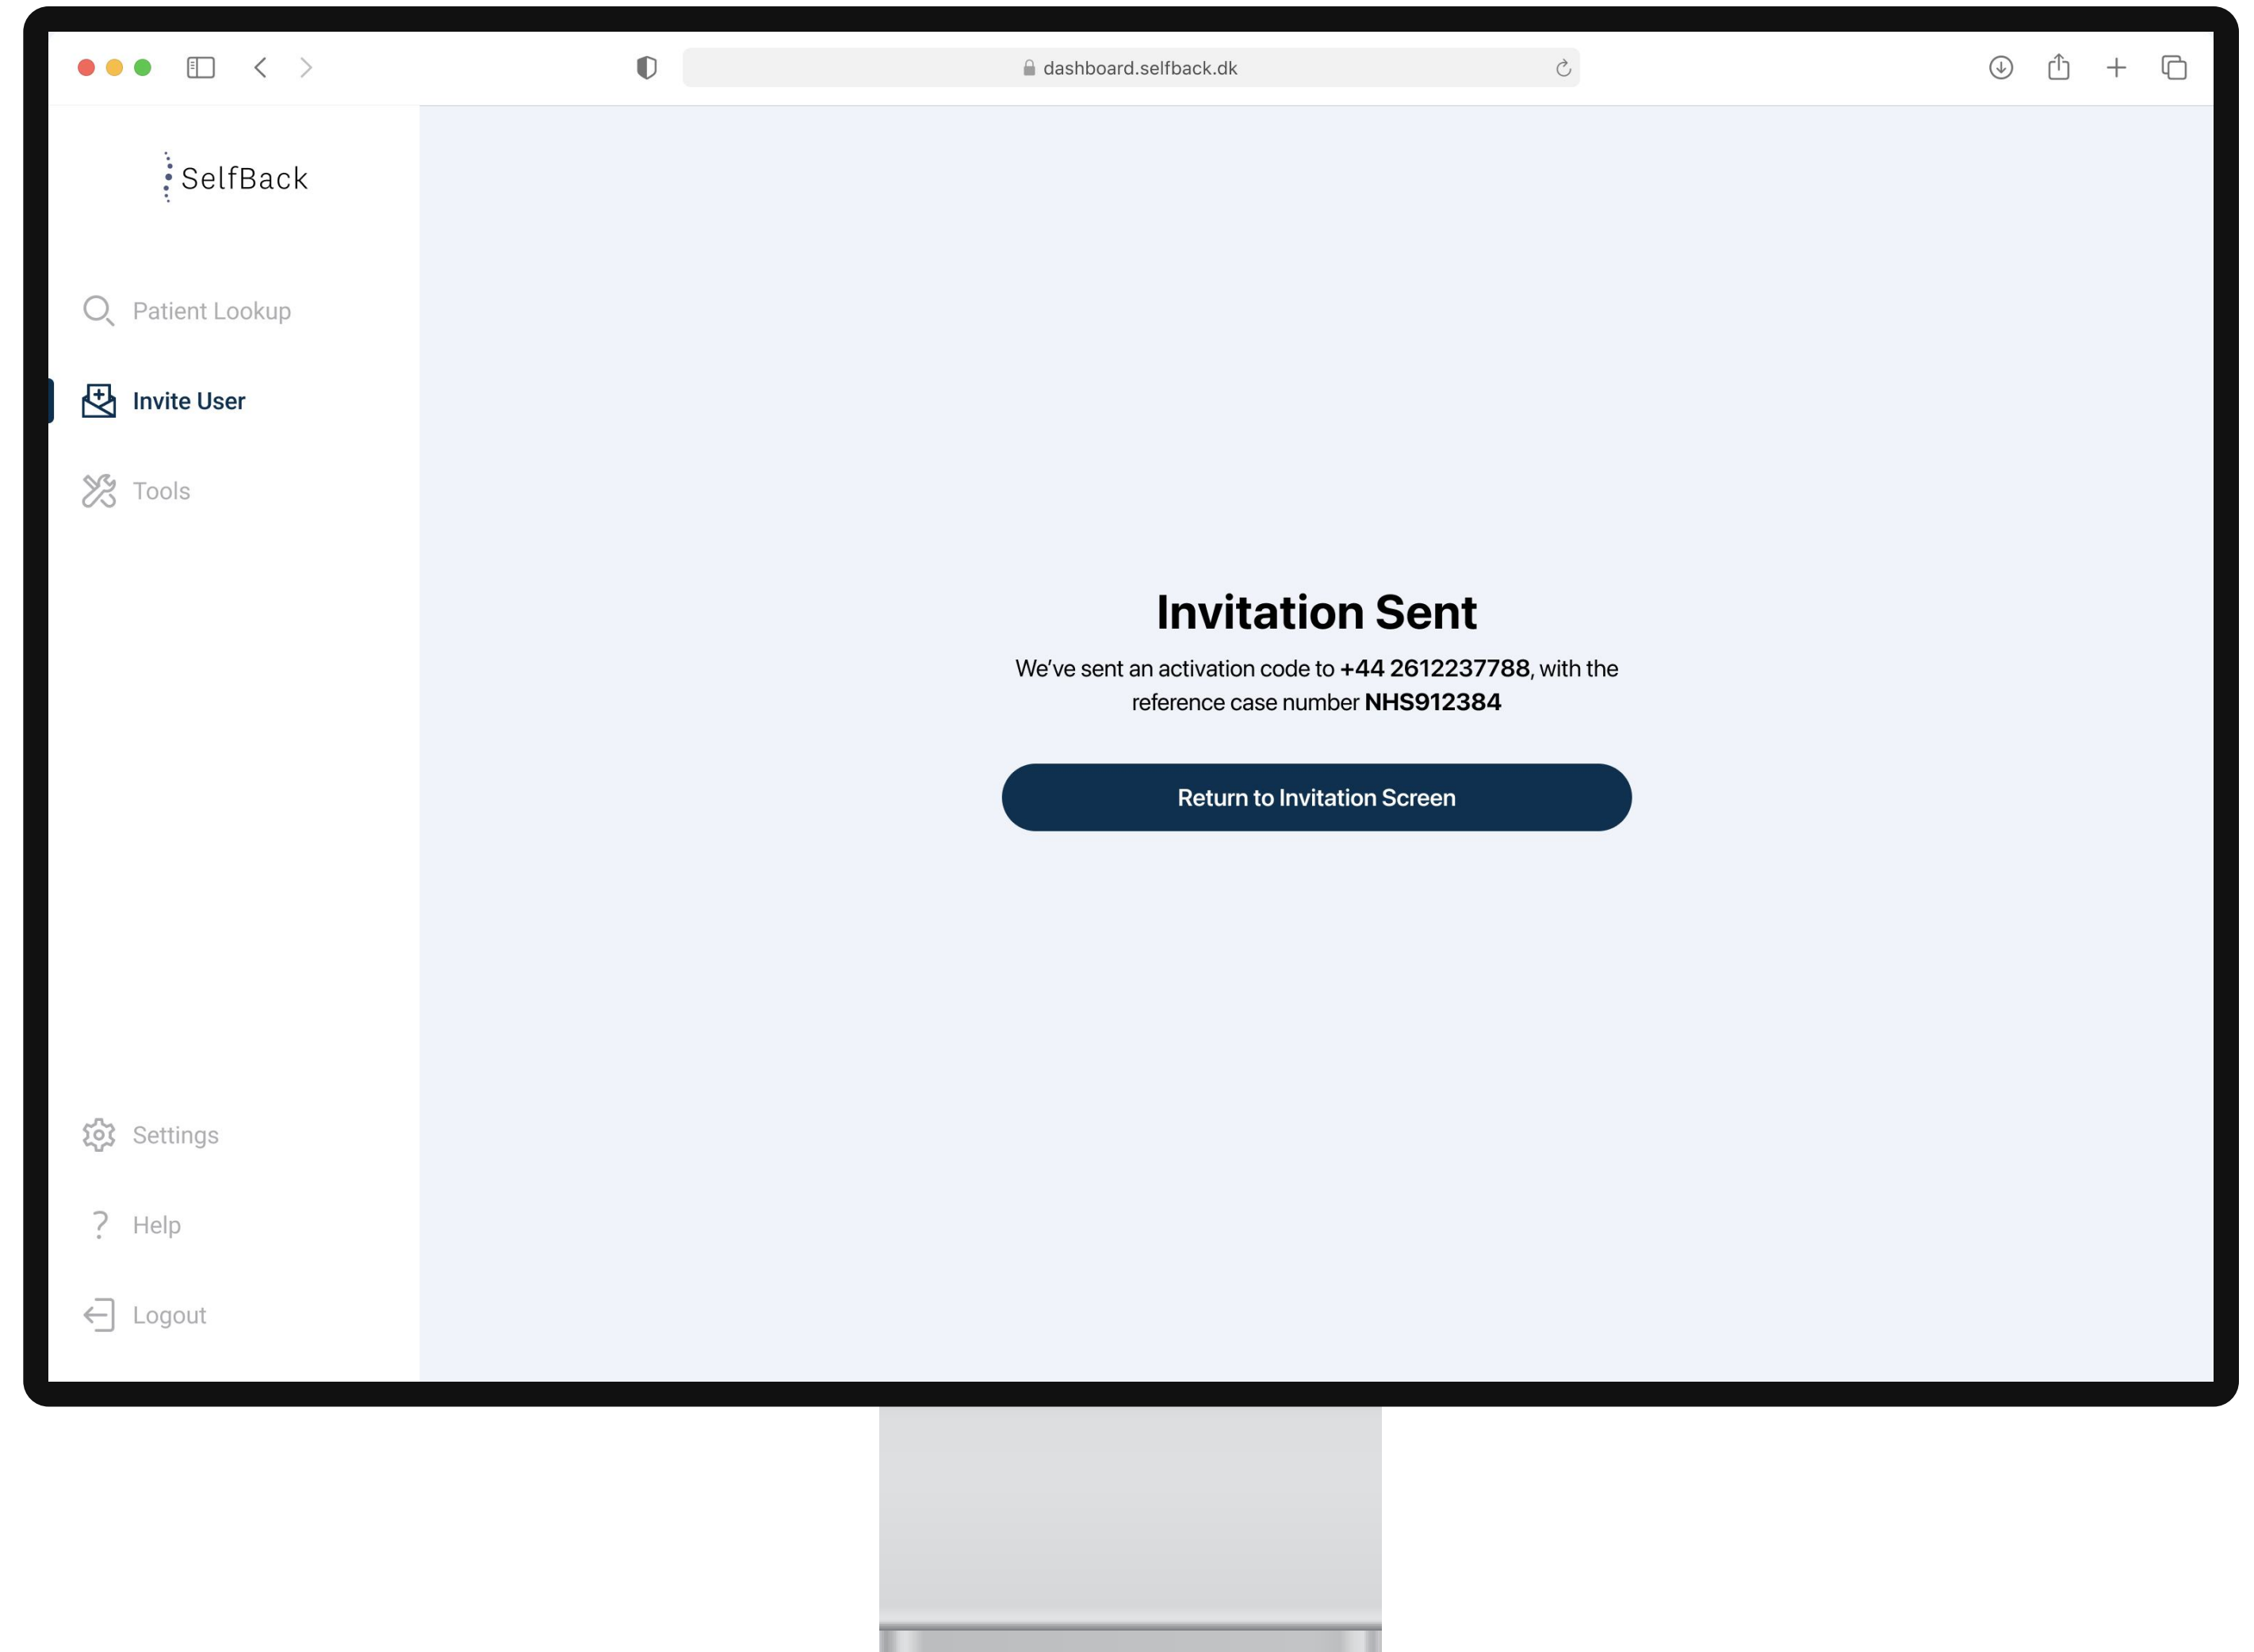 dashboard.selfback.dk
SelfBack
Patient Lookup
Invite User
Tools
Settings
Help
Logout
Invitation Sent
We’ve sent an activation code to +44 2612237788, with the
reference case number NHS912384
Return to Invitation Screen